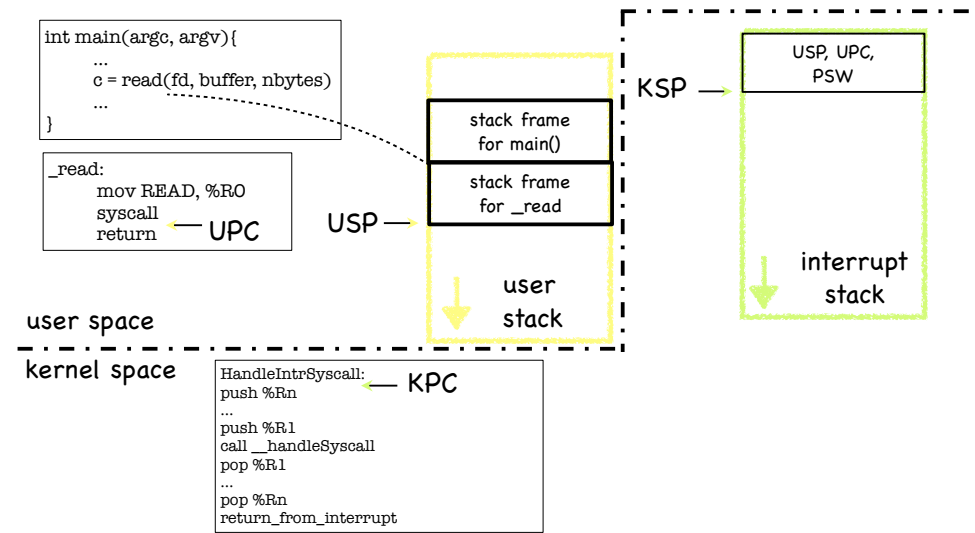 int main(argc, argv){
...
c = read(fd, buffer, nbytes)
...
}
_read:
mov READ, %R0
syscall
return
UPC
USP
stack frame
for main()
stack frame
for _read
user
stack
KSP
USP, UPC,
PSW
interrupt
stack
user space
kernel space
HandleIntrSyscall:
push %Rn
...
push %R1
call __handleSyscall
pop %R1
...
pop %Rn
return_from_interrupt
KPC